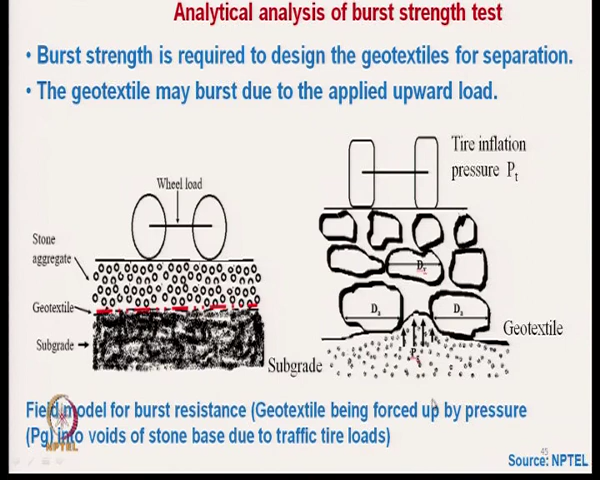 Analytical analysis of burst strength test
• Burst strength is required to design the geotextiles for separation.
• The geotextile may burst due to the applied upward load.
Wheel load
Stone
aggregate
Geotextile
Subgrade
Tire inflation
pressure Pt
Da
Da
Geotextile
Subgrade
Field model for burst resistance (Geotextile being forced up by pressure
(Pg) into voids of stone base due to traffic tire loads)
NPTEL
45
Source: NPTEL